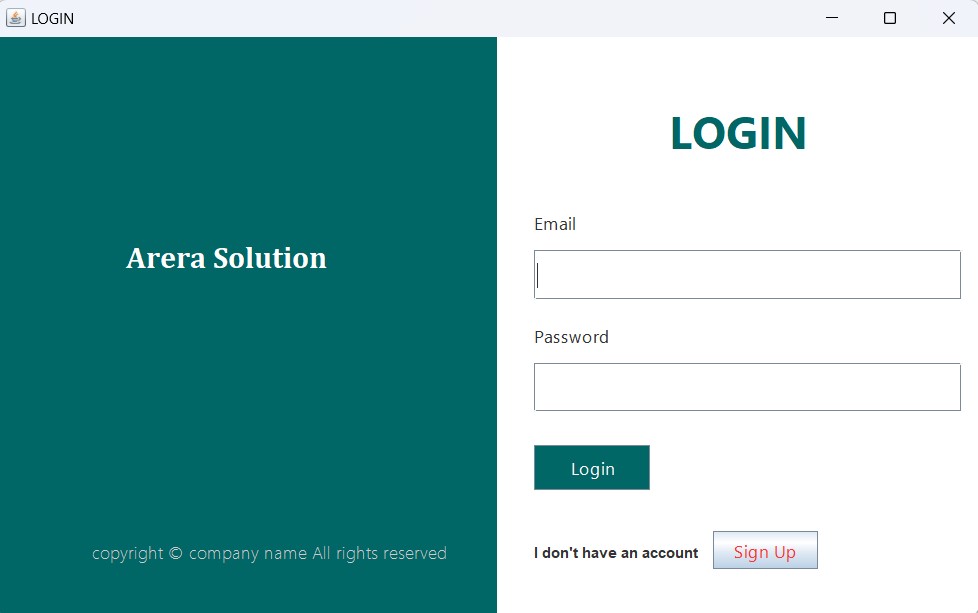 LOGIN
Arera Solution
copyright © company name All rights reserved
LOGIN
Email
Password
Login
I don't have an account
Sign Up